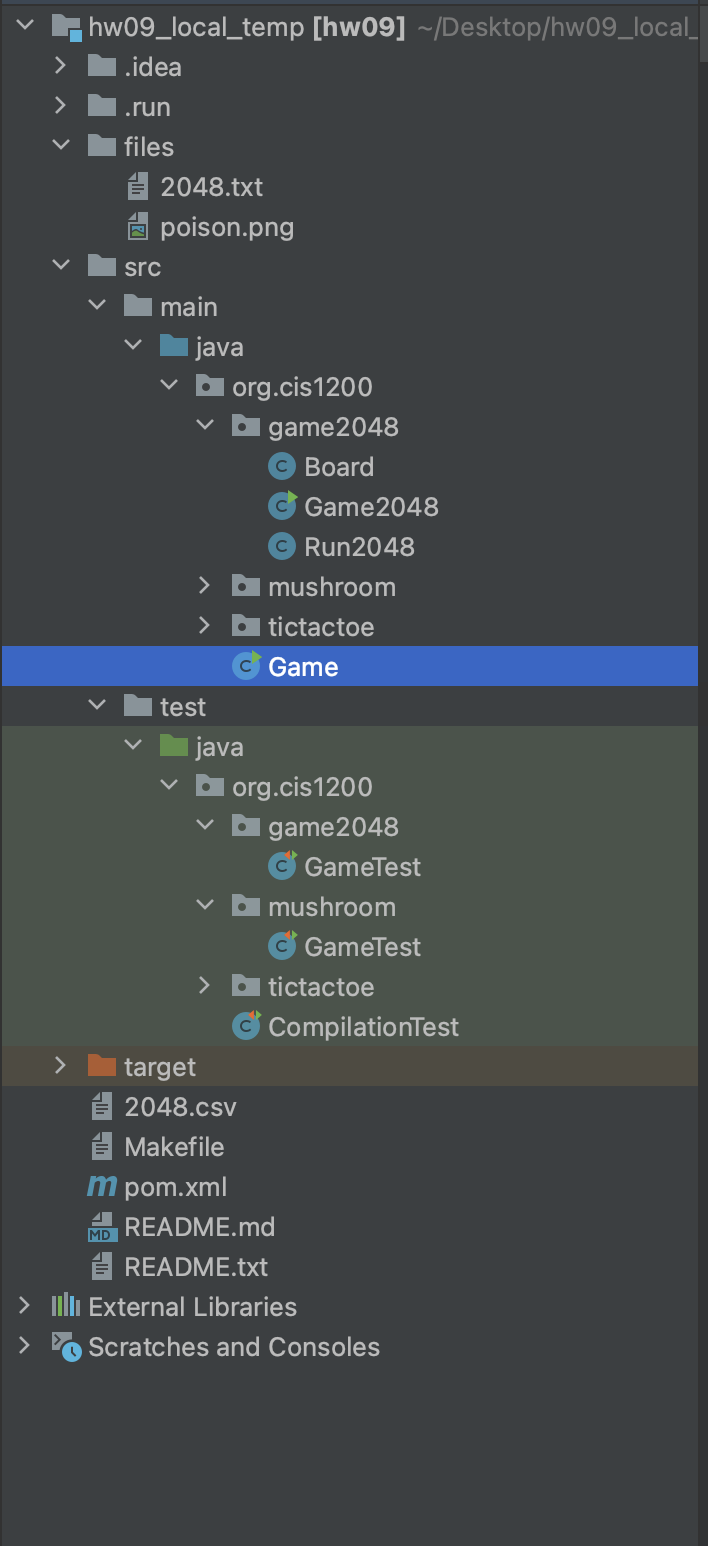 hw09_local_temp [hw09] ~/Desktop/hw09_local_
.idea
.run
files
2048.txt
poison.png
src
main
java
org.cis1200
game2048
Board
Game2048
Run2048
mushroom
tictactoe
Game
test
java
org.cis1200
game2048
GameTest
mushroom
GameTest
tictactoe
CompilationTest
target
2048.csv
Makefile
pom.xml
README.md
README.txt
External Libraries
Scratches and Consoles